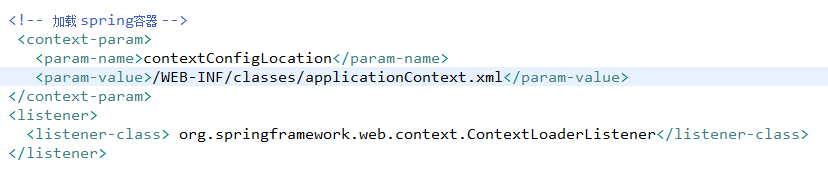 <!-- 加载 spring容器 -->
<context-param>
<param-name>contextConfigLocation</param-name>
<param-value>/WEB-INF/classes/applicationContext.xml</param-value>
</context-param>
<listener>
<listener-class> org.springframework.web.context.ContextLoaderListener</listener-class>
</listener>